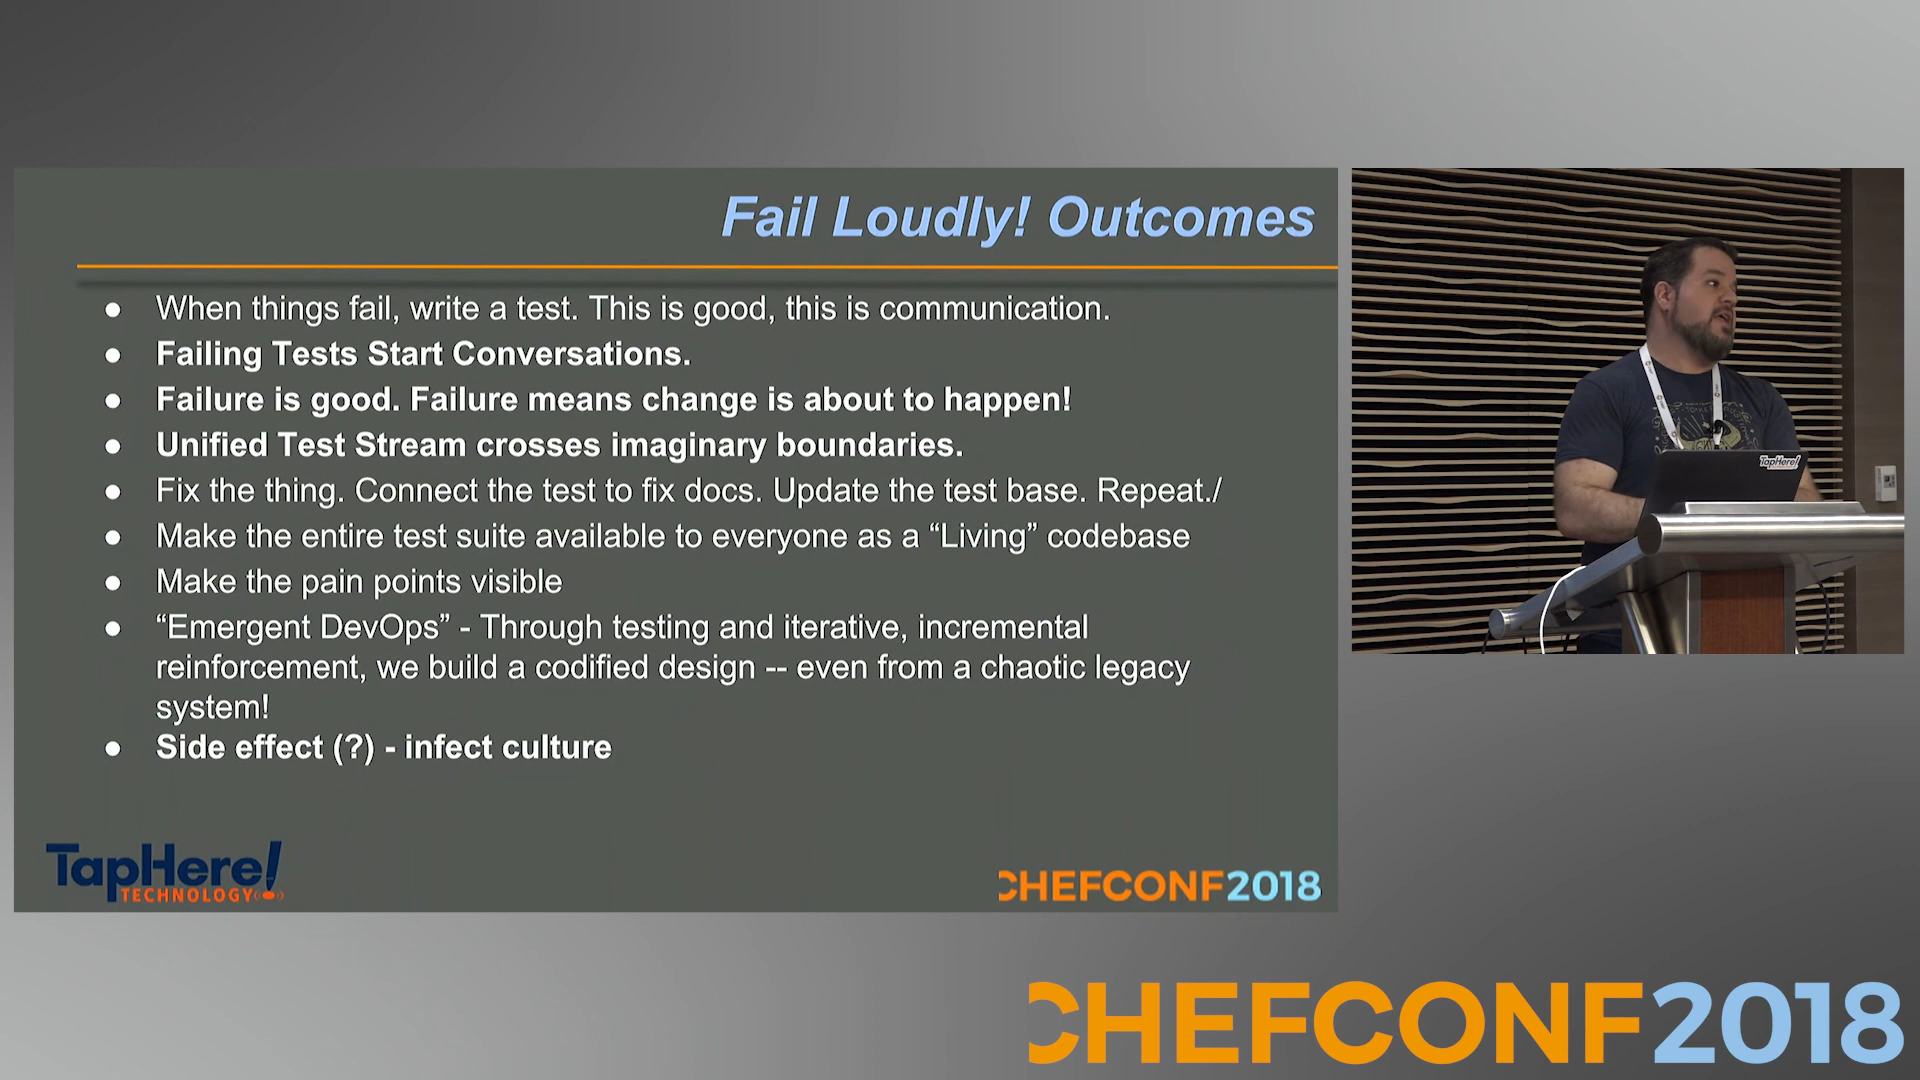 Fail Loudly! Outcomes
● When things fail, write a test. This is good, this is communication.
● Failing Tests Start Conversations.
● Failure is good. Failure means change is about to happen!
● Unified Test Stream crosses imaginary boundaries.
● Fix the thing. Connect the test to fix docs. Update the test base. Repeat./
● Make the entire test suite available to everyone as a “Living” codebase
● Make the pain points visible
● “Emergent DevOps” - Through testing and iterative, incremental
reinforcement, we build a codified design -- even from a chaotic legacy
system!
● Side effect (?) - infect culture
TapHere!
TECHNOLOGY
CHEFCONF2018
TapHere!
CHEFCONF2018